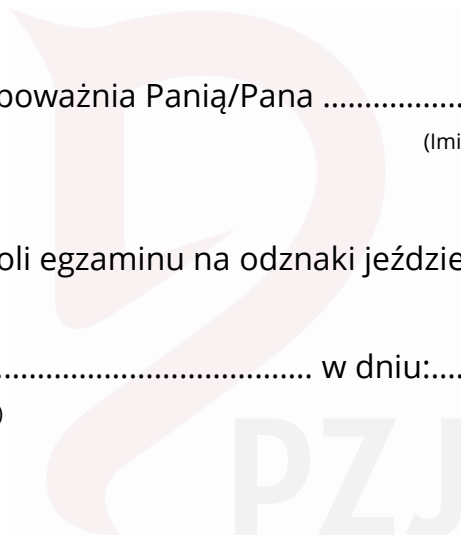 poważnia Panią/Pana ..................
(Imi
oli egzaminu na odznaki jeździe
...................................... w dniu:....
)
PZJ